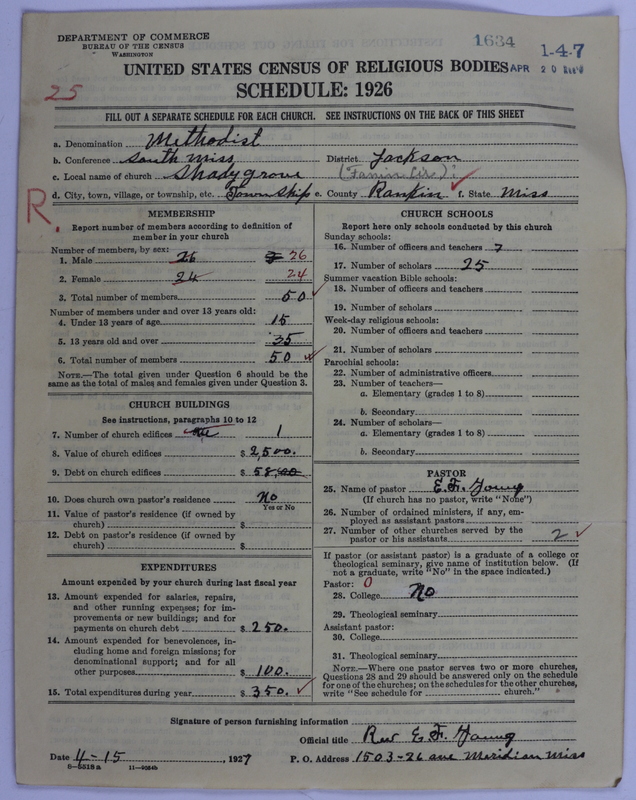 DEPARTMENT OF COMMERCE
BUREAU OF THE CENSUS
WASHINGTON
1634
1-4-7
APR 20
UNITED STATES CENSUS OF RELIGIOUS BODIES
25
SCHEDULE: 1926
FILL OUT A SEPARATE SCHEDULE FOR EACH CHURCH. SEE INSTRUCTIONS ON THE BACK OF THIS SHEET
a. Denomination Methodist
b. Conference South Miss District Jackson
c. Local name of church Shady grove (Fanin Cir.)
d. City, town, village, or township, etc. Township e. County Rankin f. State Miss
R.
MEMBERSHIP
Report number of members according to definition of member in your church
Number of members, by sex:
1. Male 26 26
2. Female 24 24
3. Total number of members 50
Number of members under and over 13 years old:
4. Under 13 years of age 15
5. 13 years old and over 35
6. Total number of members 50
NOTE.—The total given under Question 6 should be
same as the total of males and females given under Question 3.
CHURCH BUILDINGS
See instructions, paragraphs 10 to 12
7. Number of church edifices 1
8. Value of church edifices $ 2,500.
9. Debt on church edifices $ 58,00
10. Does church own pastor's residence No
Yes or No
11. Value of pastor's residence (if owned by
church) $
12. Debt on pastor's residence (if owned by
church) $
EXPENDITURES
Amount expended by your church during last fiscal year
13. Amount expended for salaries, repairs,
and other running expenses; for im-
provements or new buildings; and for
payments on church debt $ 250.
14. Amount expended for benevolences, in-
cluding home and foreign missions; for
denominational support; and for all
other purposes $ 100.
15. Total expenditures during year $ 350.
CHURCH SCHOOLS
Report here only schools conducted by this church
Sunday schools:
16. Number of officers and teachers 7
17. Number of scholars 25
Summer vacation Bible schools:
18. Number of officers and teachers
19. Number of scholars
Week-day religious schools:
20. Number of officers and teachers
21. Number of scholars
Parochial schools:
22. Number of administrative officers
23. Number of teachers—
a. Elementary (grades 1 to 8)
b. Secondary
24. Number of scholars—
a. Elementary (grades 1 to 8)
b. Secondary
PASTOR
25. Name of pastor E. F. Young
(If church has no pastor, write "None")
26. Number of ordained ministers, if any, em-
ployed as assistant pastors
27. Number of other churches served by the
pastor or his assistants 2
If pastor (or assistant pastor) is a graduate of a college or
theological seminary, give name of institution below. (If
not a graduate, write "No" in the space indicated.)
Pastor: 0
28. College No
29. Theological seminary
Assistant pastor:
30. College
31. Theological seminary
NOTE.—Where one pastor serves two or more churches,
Questions 28 and 29 should be answered only on the schedule
for one of the churches; on the schedules for the other churches,
write "See schedule for church."
Signature of person furnishing information
Official title Rev E. F. Young
Date 4-15, 1927 P. O. Address 1503-26 ave Meridian Miss
6-5519a 11-9084b